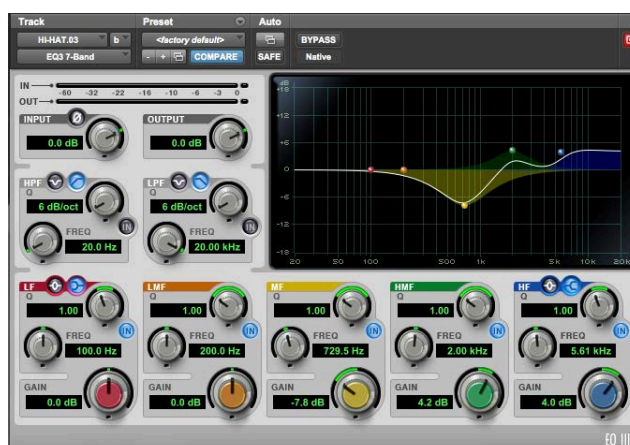 Track Preset Auto
HI-HAT.03 b <factory default> BYPASS
EQ3 7-Band - + COMPARE SAFE Native
IN
-60 -32 -22 -16 -10 -6 -3 0
OUT
INPUT Ø OUTPUT
0.0 dB 0.0 dB
HPF LPF
Q Q
6 dB/oct 6 dB/oct
IN IN
FREQ FREQ
20.0 Hz 20.00 kHz
dB
+18
+12
+6
0
-6
-12
-18
20 50 100 500 1k 5k 10k 20k
LF LMF MF HMF HF
Q Q Q Q Q
1.00 1.00 1.00 1.00 1.00
IN IN IN IN IN
FREQ FREQ FREQ FREQ FREQ
100.0 Hz 200.0 Hz 729.5 Hz 2.00 kHz 5.61 kHz
GAIN GAIN GAIN GAIN GAIN
0.0 dB 0.0 dB -7.8 dB 4.2 dB 4.0 dB